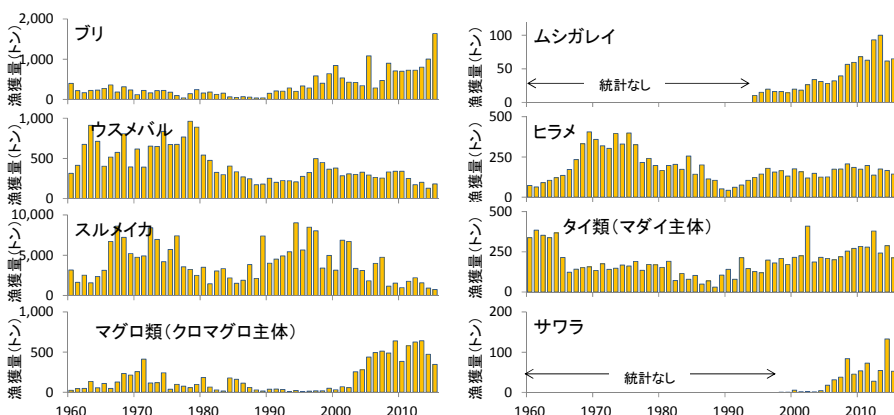 ブリ
漁獲量(トン)
2,000
1,000
0
ウスメバル
漁獲量(トン)
1,000
500
0
スルメイカ
漁獲量(トン)
10,000
5,000
0
マグロ類(クロマグロ主体)
漁獲量(トン)
1,000
500
0
1960 1970 1980 1990 2000 2010
ムシガレイ
漁獲量(トン)
100
50
0
統計なし
ヒラメ
漁獲量(トン)
500
250
0
タイ類(マダイ主体)
漁獲量(トン)
500
250
0
サワラ
漁獲量(トン)
200
100
0
統計なし
1960 1970 1980 1990 2000 2010